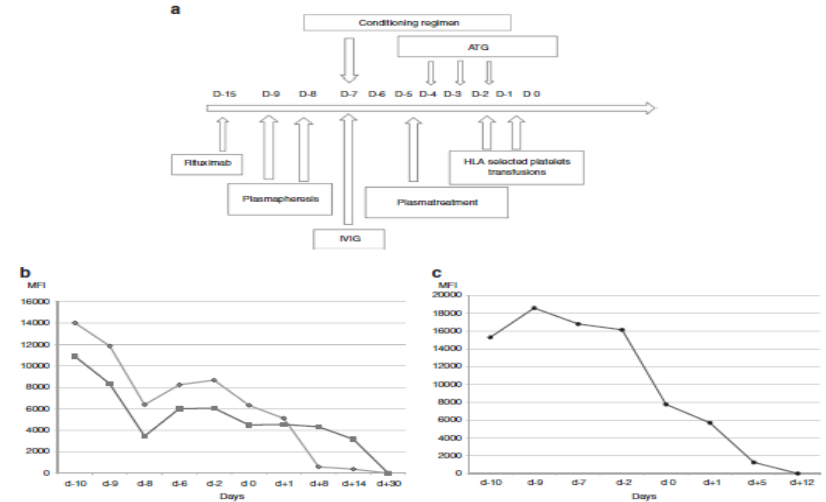 a
Conditioning regimen
ATG
D-15 D-9 D-8 D-7 D-6 D-5 D-4 D-3 D-2 D-1 D 0
Rituximab
HLA selected platelets
transfusions
Plasmapheresis
Plasmatreatment
IVIG
b
MFI
16000
14000
12000
10000
8000
6000
4000
2000
0
d-10 d-9 d-8 d-6 d-2 d0 d+1 d+8 d+14 d+30
Days
c
MFI
20000
18000
16000
14000
12000
10000
8000
6000
4000
2000
0
d-10 d-9 d-7 d-2 d0 d+1 d+5 d+12
Days